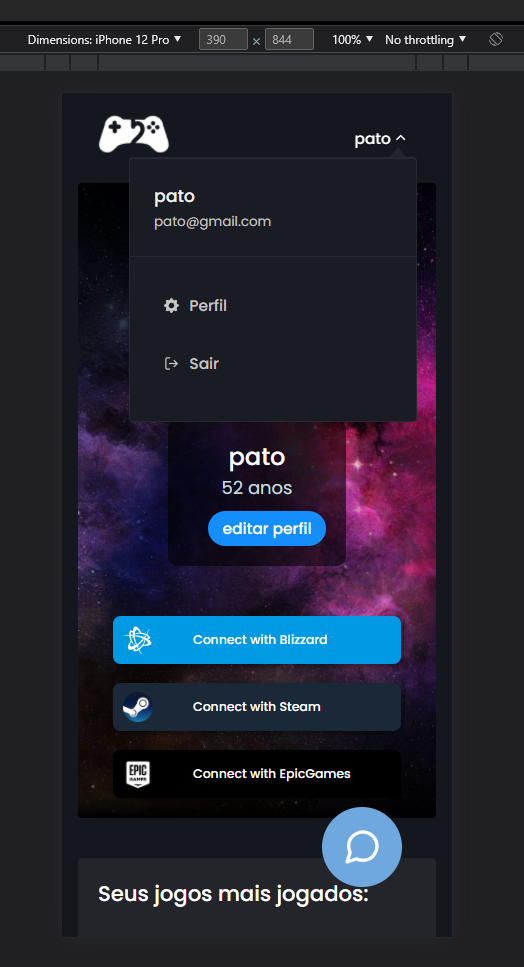 Dimensions: iPhone 12 Pro ▼ 390 × 844 100% ▼ No throttling ▼
2
pato
pato
pato@gmail.com
Perfil
Sair
pato
52 anos
editar perfil
Connect with Blizzard
Connect with Steam
EPIC
GAMES
Connect with EpicGames
Seus jogos mais jogados: